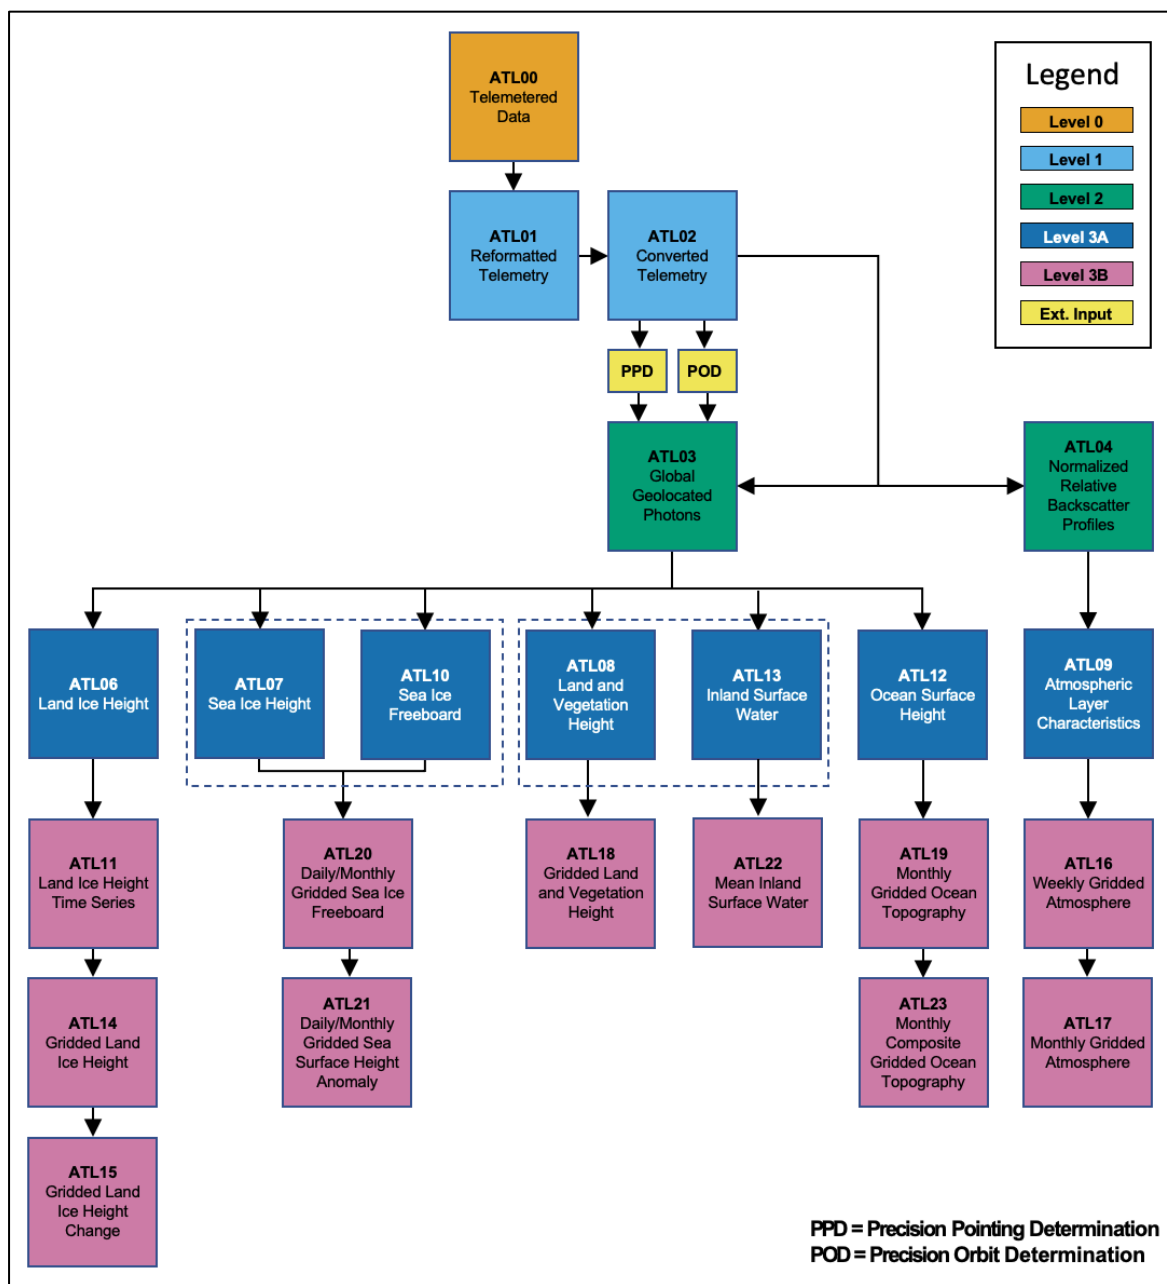 ATL00
Telemetered
Data
Legend
Level 0
Level 1
Level 2
Level 3A
Level 3B
Ext. Input
ATL01
Reformatted
Telemetry
ATL02
Converted
Telemetry
PPD
POD
ATL03
Global
Geolocated
Photons
ATL04
Normalized
Relative
Backscatter
Profiles
ATL06
Land Ice Height
ATL07
Sea Ice Height
ATL10
Sea Ice
Freeboard
ATL08
Land and
Vegetation
Height
ATL13
Inland Surface
Water
ATL12
Ocean Surface
Height
ATL09
Atmospheric
Layer
Characteristics
ATL11
Land Ice Height
Time Series
ATL20
Daily/Monthly
Gridded Sea Ice
Freeboard
ATL18
Gridded Land
and Vegetation
Height
ATL22
Mean Inland
Surface Water
ATL19
Monthly
Gridded Ocean
Topography
ATL16
Weekly Gridded
Atmosphere
ATL14
Gridded Land
Ice Height
ATL21
Daily/Monthly
Gridded Sea
Surface Height
Anomaly
ATL23
Monthly
Composite
Gridded Ocean
Topography
ATL17
Monthly Gridded
Atmosphere
ATL15
Gridded Land
Ice Height
Change
PPD = Precision Pointing Determination
POD = Precision Orbit Determination